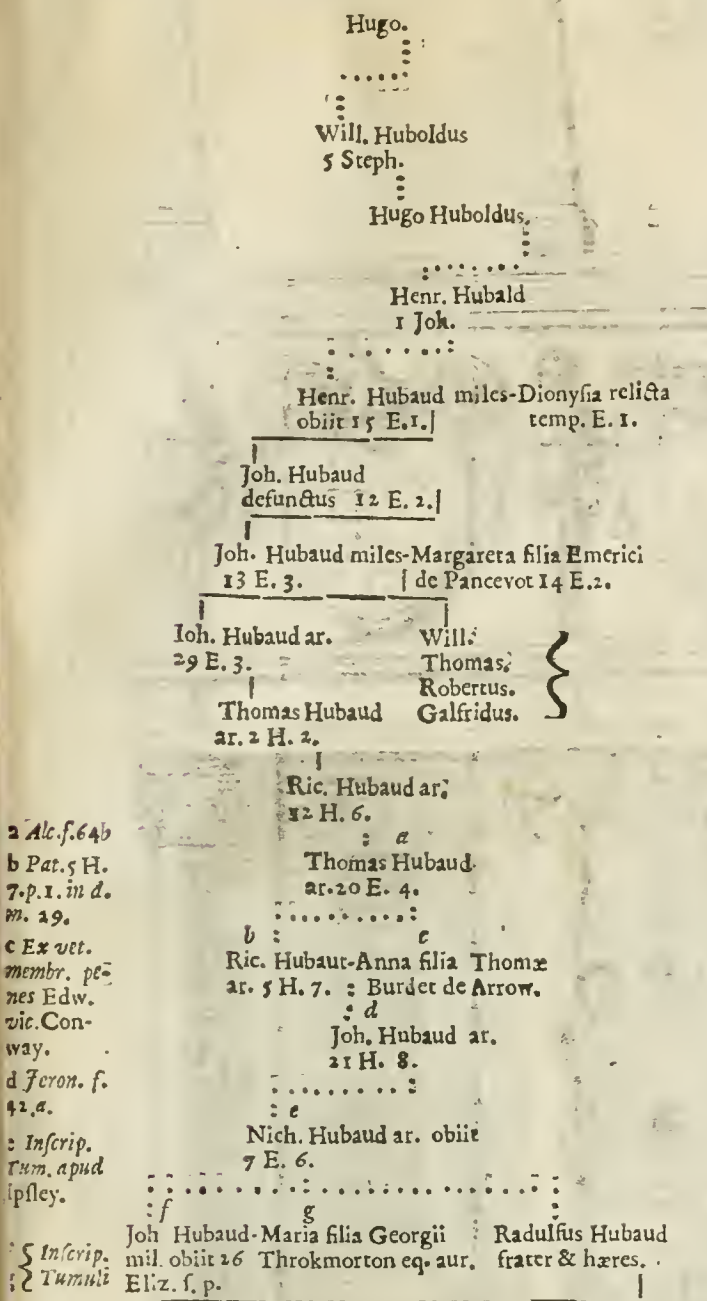 Hugo.
Will. Huboldus
5 Steph.
Hugo Huboldus.
Henr. Hubald
1 Joh.
Henr. Hubaud miles-Dionyſia relicta
obiit 15 E.1. temp. E. 1.
Joh. Hubaud
defunctus 12 E. 2.
Joh. Hubaud miles-Margareta filia Emerici
13 E. 3. de Pancevot 14 E.2.
Ioh. Hubaud ar. Will.
29 E. 3. Thomas.
Robertus.
Thomas Hubaud Galfridus.
ar. 2 H. 2.
Ric. Hubaud ar.
12 H. 6.
a
Thomas Hubaud
ar. 20 E. 4.
b c
Ric. Hubaut-Anna filia Thomæ
ar. 5 H. 7. Burdet de Arrow.
d
Joh. Hubaud ar.
21 H. 8.
e
Nich. Hubaud ar. obiit
7 E. 6.
f g
Joh Hubaud-Maria filia Georgii Radulfus Hubaud
mil. obiit 26 Throkmorton eq. aur. frater & hæres.
Eliz. ſ. p.
a Alc. f. 64b
b Pat. 5 H.
7. p. 1. in d.
m. 29.
c Ex vet.
membr. pe-
nes Edw.
vic. Con-
way.
d Jeron. f.
42. a.
: Inſcrip.
Tum. apud
Ipſley.
Inſcrip.
Tumuli